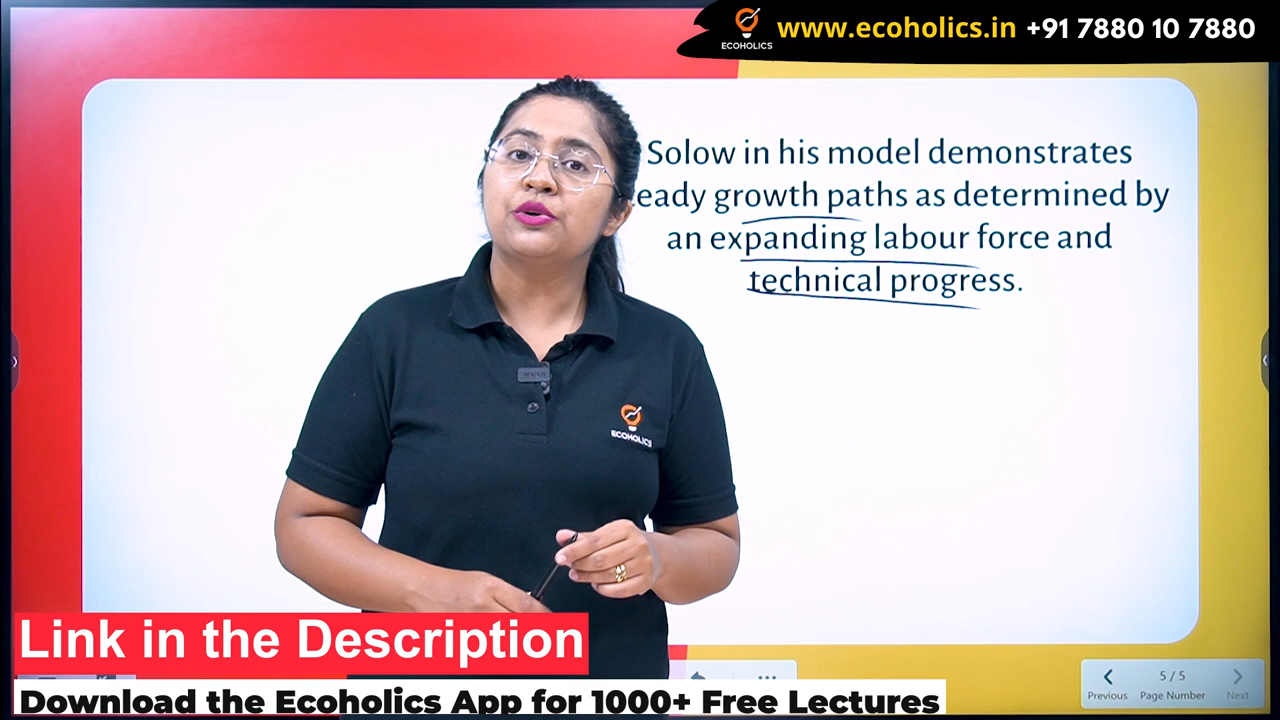 ECOHOLICS
www.ecoholics.in +91 7880 10 7880
Solow in his model demonstrates
eady growth paths as determined by
an expanding labour force and
technical progress.
ECOHOLICS
Link in the Description
Download the Ecoholics App for 1000+ Free Lectures
5 / 5
Previous Page Number Next